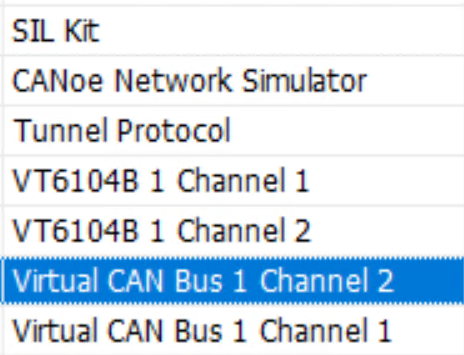 SIL Kit
CANoe Network Simulator
Tunnel Protocol
VT6104B 1 Channel 1
VT6104B 1 Channel 2
Virtual CAN Bus 1 Channel 2
Virtual CAN Bus 1 Channel 1